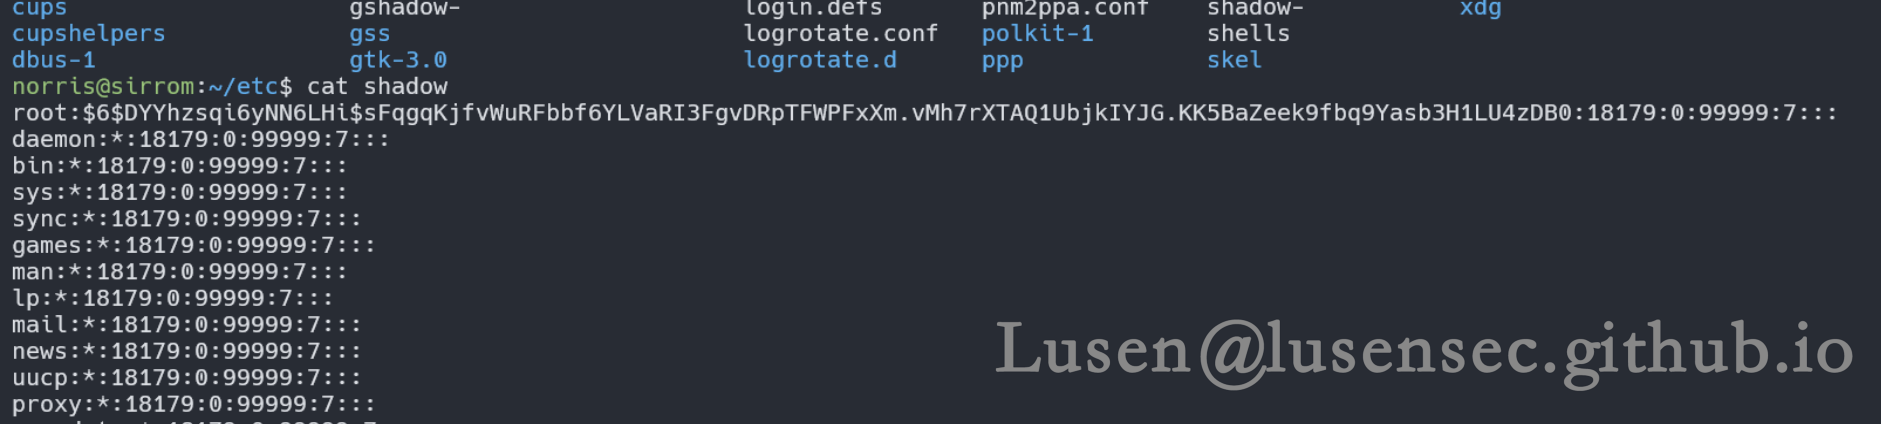 cups gshadow- login.defs pnm2ppa.conf shadow- xdg
cupshelpers gss logrotate.conf polkit-1 shells
dbus-1 gtk-3.0 logrotate.d ppp skel
norris@sirrom:~/etc$ cat shadow
root:$6$DYYhzsqi6yNN6LHi$sFqgqKjfvWuRFbbf6YLVaRI3FgvDRpTFWPFxXm.vMh7rXTAQ1UbjkIYJG.KK5BaZeek9fbq9Yasb3H1LU4zDB0:18179:0:99999:7:::
daemon:*:18179:0:99999:7:::
bin:*:18179:0:99999:7:::
sys:*:18179:0:99999:7:::
sync:*:18179:0:99999:7:::
games:*:18179:0:99999:7:::
man:*:18179:0:99999:7:::
lp:*:18179:0:99999:7:::
mail:*:18179:0:99999:7:::
news:*:18179:0:99999:7:::
uucp:*:18179:0:99999:7:::
proxy:*:18179:0:99999:7:::
Lusen@lusensec.github.io